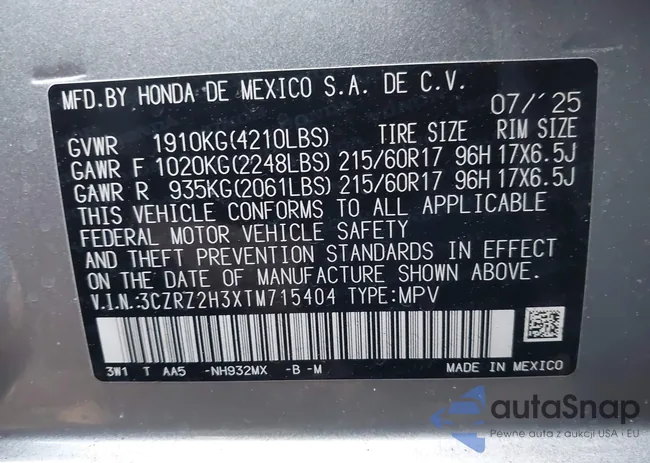 MFD.BY HONDA DE MEXICO S.A. DE C.V.
07/'25
GVWR 1910KG(4210LBS) TIRE SIZE RIM SIZE
GAWR F 1020KG(2248LBS) 215/60R17 96H 17X6.5J
GAWR R 935KG(2061LBS) 215/60R17 96H 17X6.5J
THIS VEHICLE CONFORMS TO ALL APPLICABLE
FEDERAL MOTOR VEHICLE SAFETY
AND THEFT PREVENTION STANDARDS IN EFFECT
ON THE DATE OF MANUFACTURE SHOWN ABOVE.
V.I.N.:3CZRZ2H3XTM715404 TYPE:MPV
3W1 T AA5 -NH932MX -B -M MADE IN MEXICO
autaSnap
Pewne auta z aukcji USA i EU